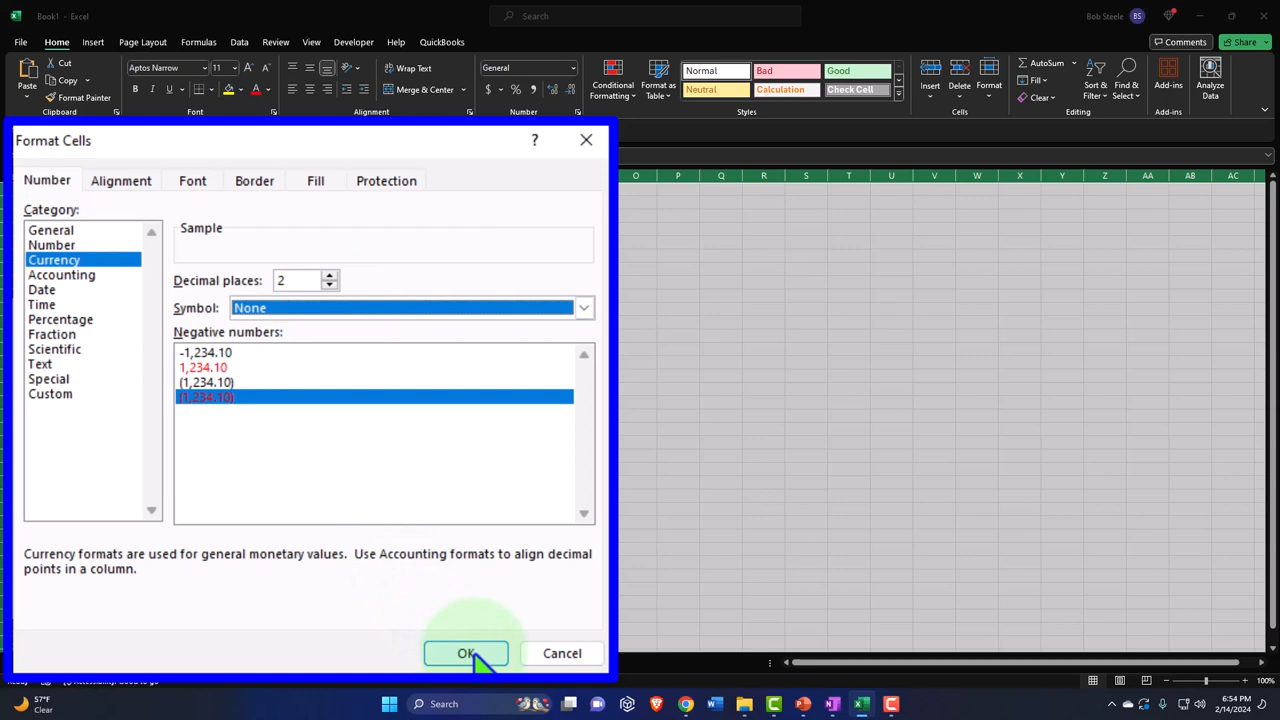 Book1 - Excel
Search
Bob Steele BS
File Home Insert Page Layout Formulas Data Review View Developer Help QuickBooks
Comments Share
Paste
Cut
Copy
Format Painter
Clipboard
Aptos Narrow 11
B I U
Font
Wrap Text
Merge & Center
Alignment
General
$ % 9
Number
Conditional
Formatting
Format as
Table
Normal Bad Good
Neutral Calculation Check Cell
Styles
Insert Delete Format
Cells
AutoSum
Fill
Clear
Sort &
Filter
Find &
Select
Editing
Add-ins
Add-ins
Analyze
Data
O P Q R S T U V W X Y Z AA AB AC
Format Cells ?
Number Alignment Font Border Fill Protection
Category:
General
Number
Currency
Accounting
Date
Time
Percentage
Fraction
Scientific
Text
Special
Custom
Sample
Decimal places: 2
Symbol: None
Negative numbers:
-1,234.10
1,234.10
(1,234.10)
(1,234.10)
Currency formats are used for general monetary values. Use Accounting formats to align decimal
points in a column.
OK Cancel
100%
57°F
Clear
Search
6:54 PM
2/14/2024